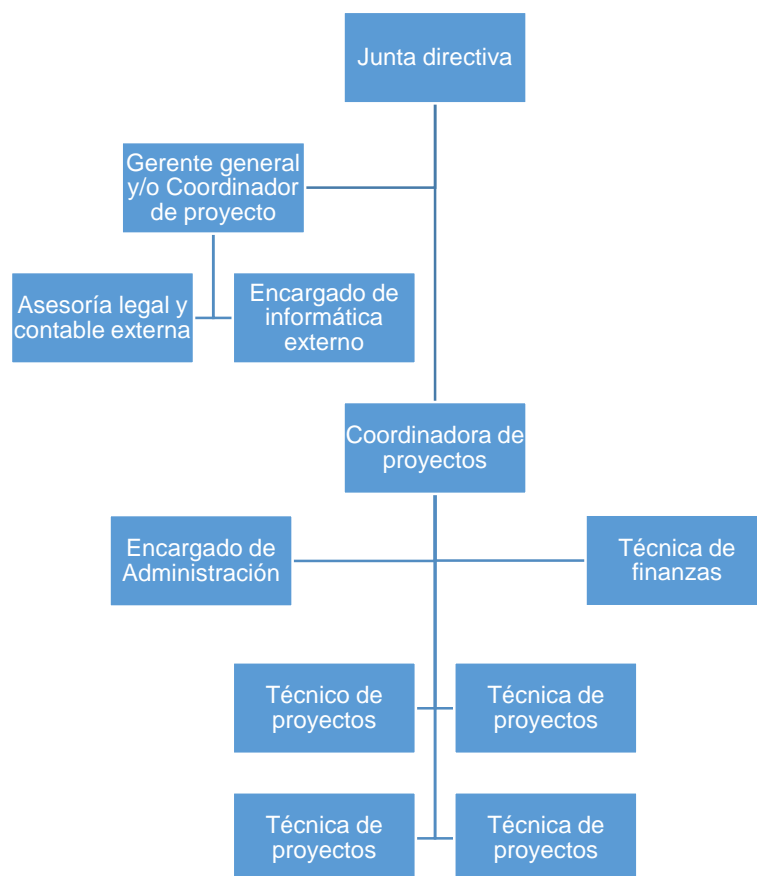 Junta directiva
Gerente general
y/o Coordinador
de proyecto
Asesoría legal y
contable externa
Encargado de
informática
externo
Coordinadora de
proyectos
Encargado de
Administración
Técnica de
finanzas
Técnico de
proyectos
Técnica de
proyectos
Técnica de
proyectos
Técnica de
proyectos